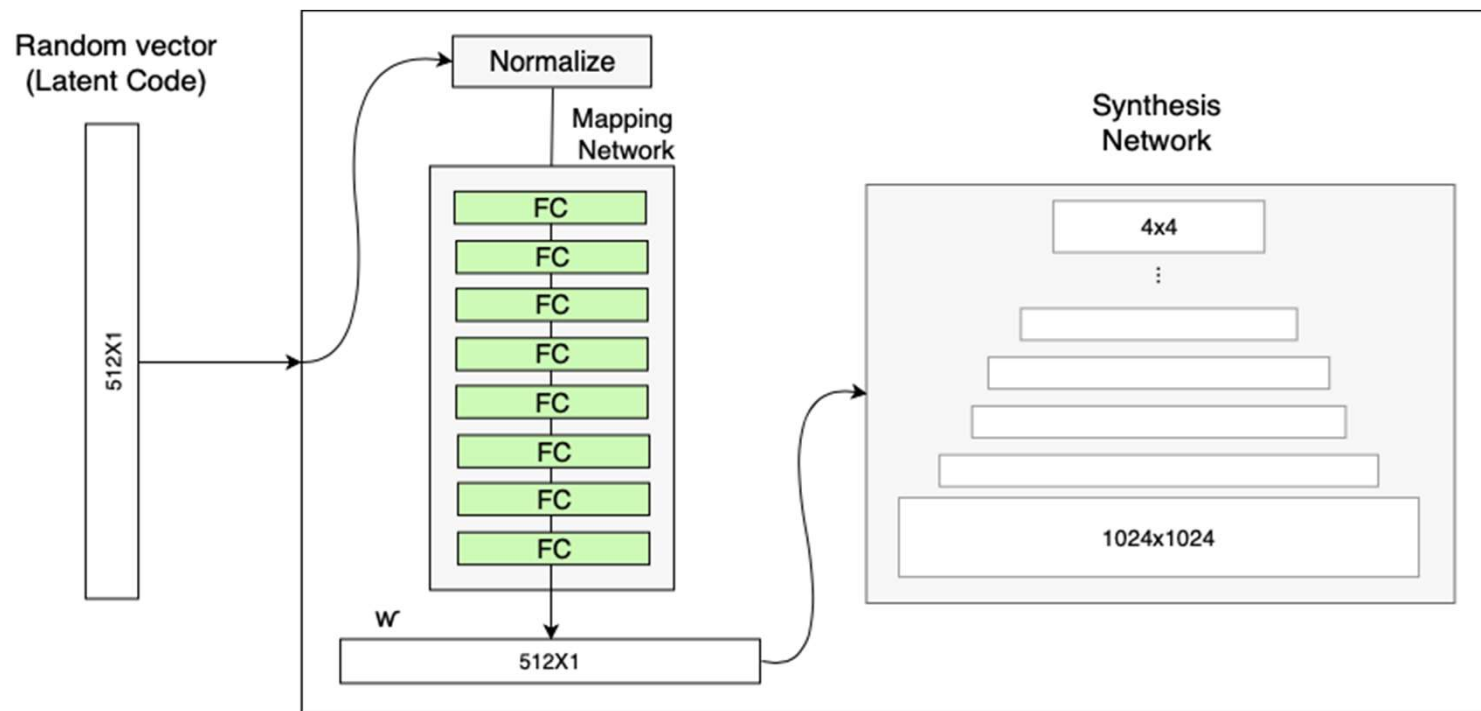 Random vector
(Latent Code)
512X1
Normalize
Mapping
Network
FC
FC
FC
FC
FC
FC
FC
FC
w
512X1
Synthesis
Network
4x4
⋮
1024x1024